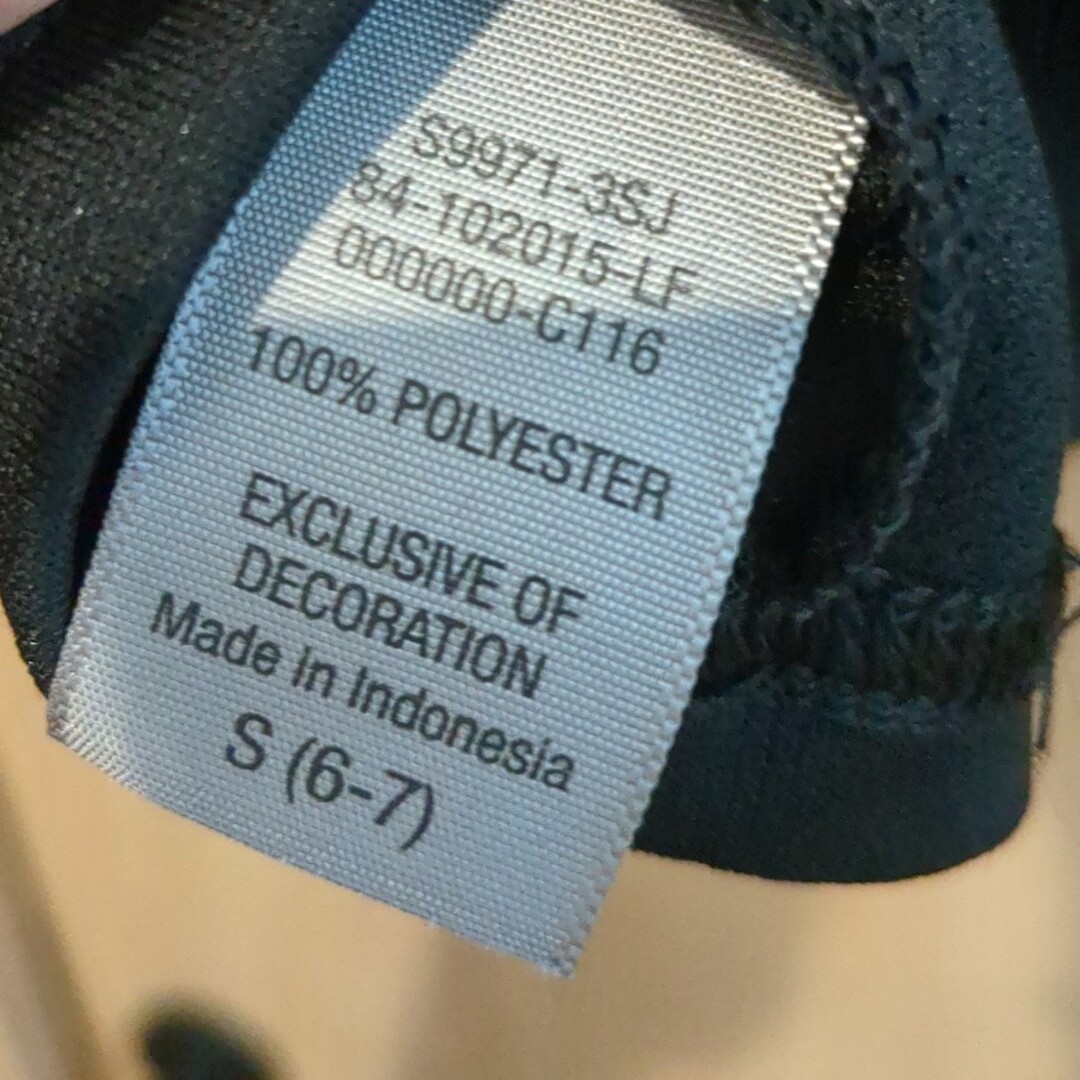 S9971-3SJ
84-102015-LF
000000-C116
100% POLYESTER
EXCLUSIVE OF
DECORATION
Made in Indonesia
S (6-7)